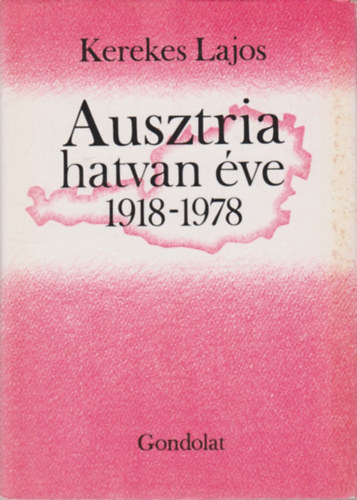 Kerekes Lajos
Ausztria
hatvan éve
1918-1978
Gondolat